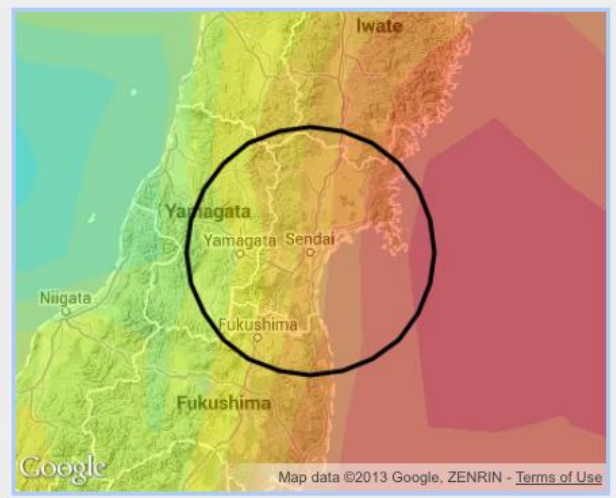 Iwate
Yamagata
Yamagata
Sendai
Niigata
Fukushima
Fukushima
Google
Map data ©2013 Google, ZENRIN - Terms of Use